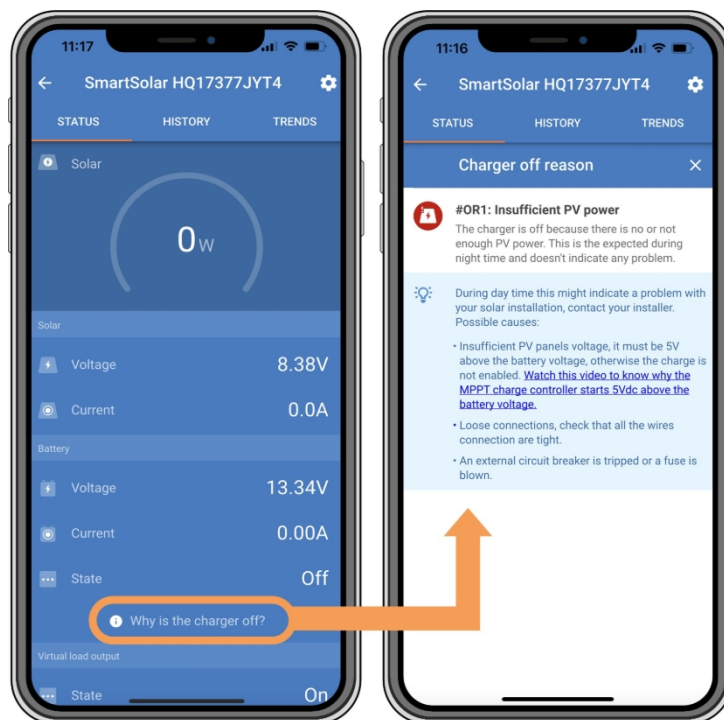 11:17
SmartSolar HQ17377JYT4
STATUS HISTORY TRENDS
Solar
0W
Solar
Voltage 8.38V
Current 0.0A
Battery
Voltage 13.34V
Current 0.00A
State Off
Why is the charger off?
Virtual load output
State On
11:16
SmartSolar HQ17377JYT4
STATUS HISTORY TRENDS
Charger off reason
#OR1: Insufficient PV power
The charger is off because there is no or not
enough PV power. This is the expected during
night time and doesn't indicate any problem.
During day time this might indicate a problem with
your solar installation, contact your installer.
Possible causes:
• Insufficient PV panels voltage, it must be 5V
above the battery voltage, otherwise the charge is
not enabled. Watch this video to know why the
MPPT charge controller starts 5Vdc above the
battery voltage.
• Loose connections, check that all the wires
connection are tight.
• An external circuit breaker is tripped or a fuse is
blown.